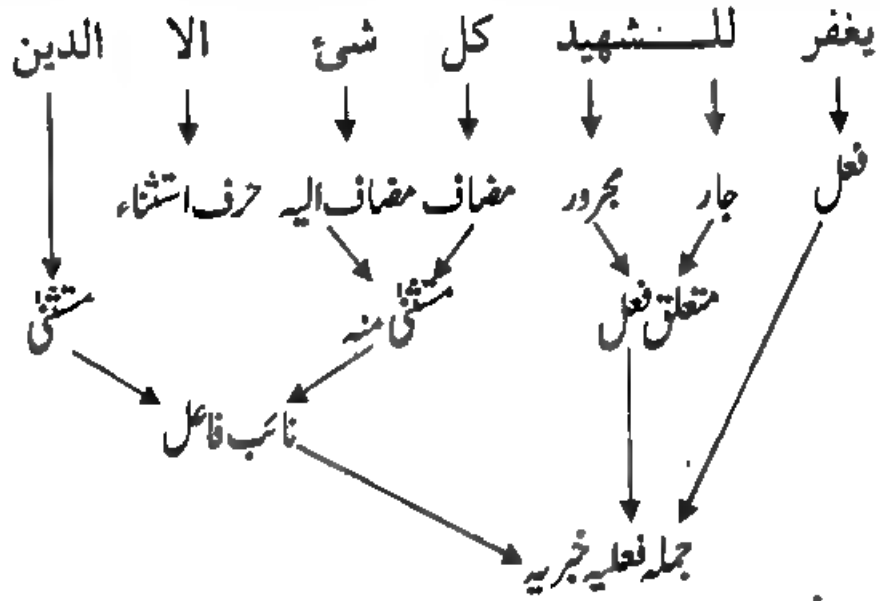 يغفر للشهيد كل شئ الا الدين
فعل جار مجرور مضاف مضاف الیہ حرف استثناء
متعلق فعل مستثنیٰ منہ مستثنیٰ
نائب فاعل
جملہ فعلیہ خبریہ